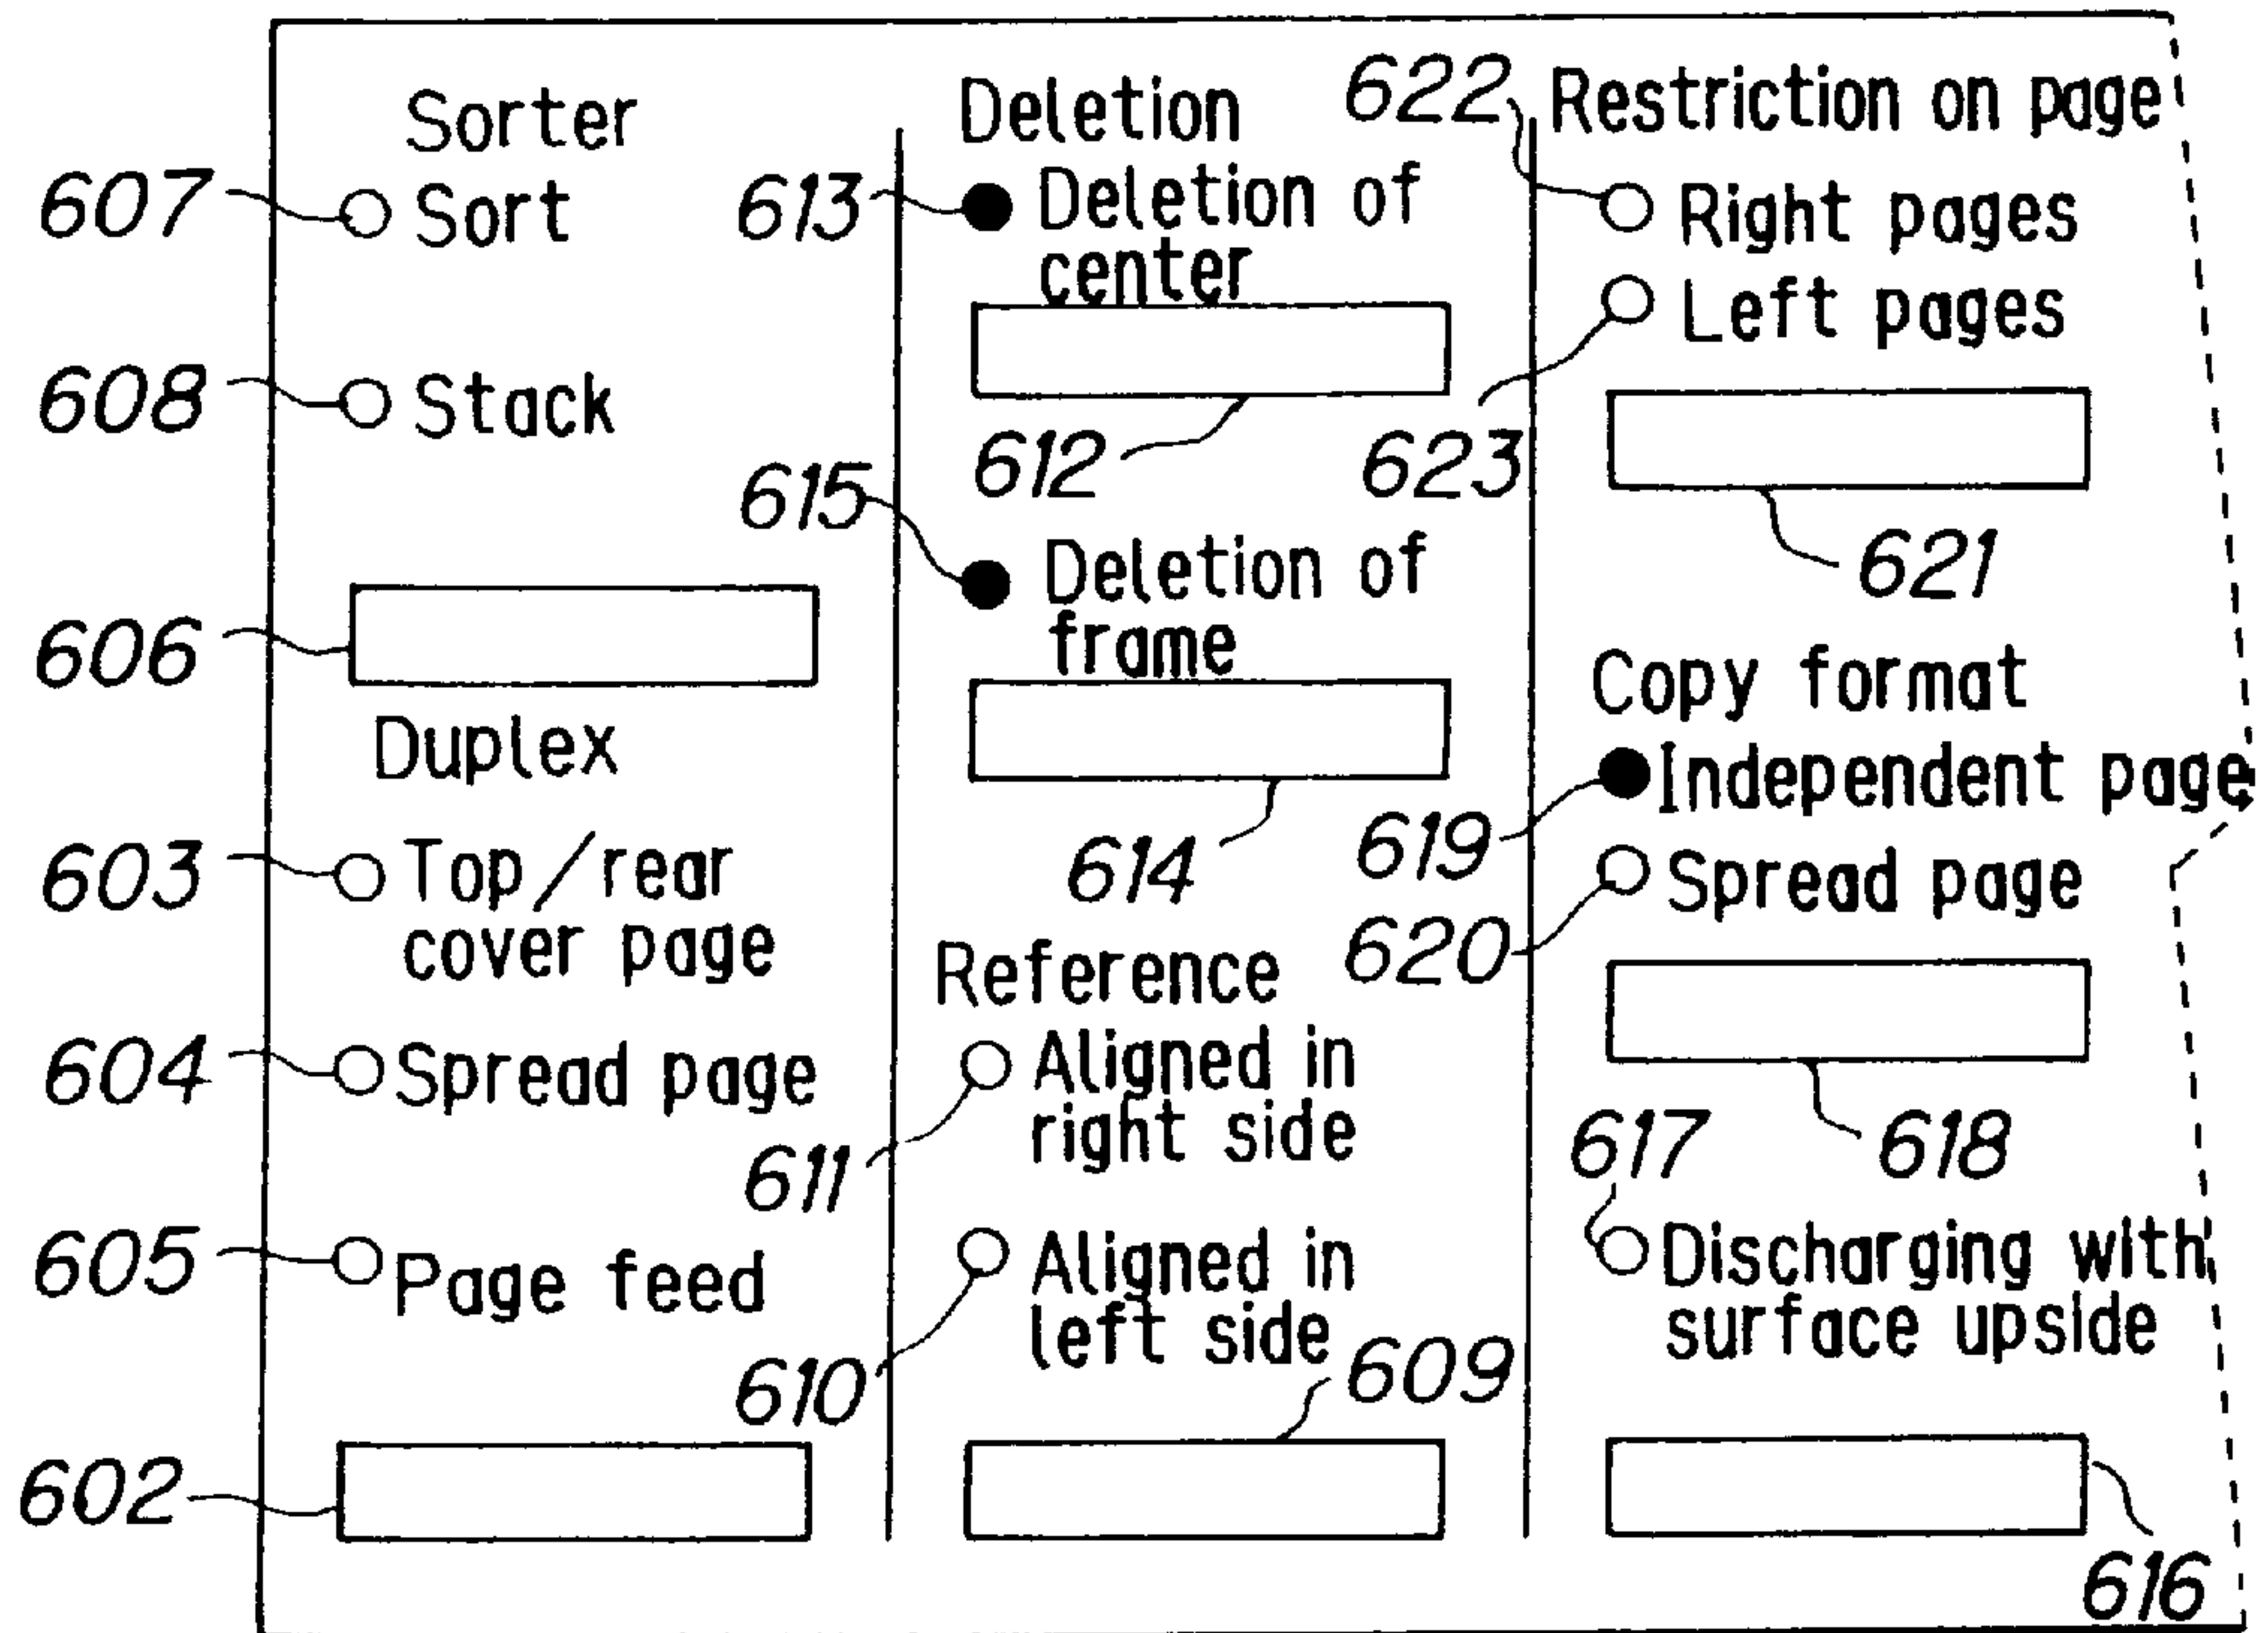 Sorter
607 Sort
608 Stack
606
Duplex
603 Top/rear
cover page
604 Spread page
605 Page feed
602
Deletion
613 Deletion of
center
612
615 Deletion of
frame
614
Reference
611 Aligned in
right side
610 Aligned in
left side
609
Restriction on page
622 Right pages
623 Left pages
621
Copy format
619 Independent page
620 Spread page
618
617 Discharging with
surface upside
616